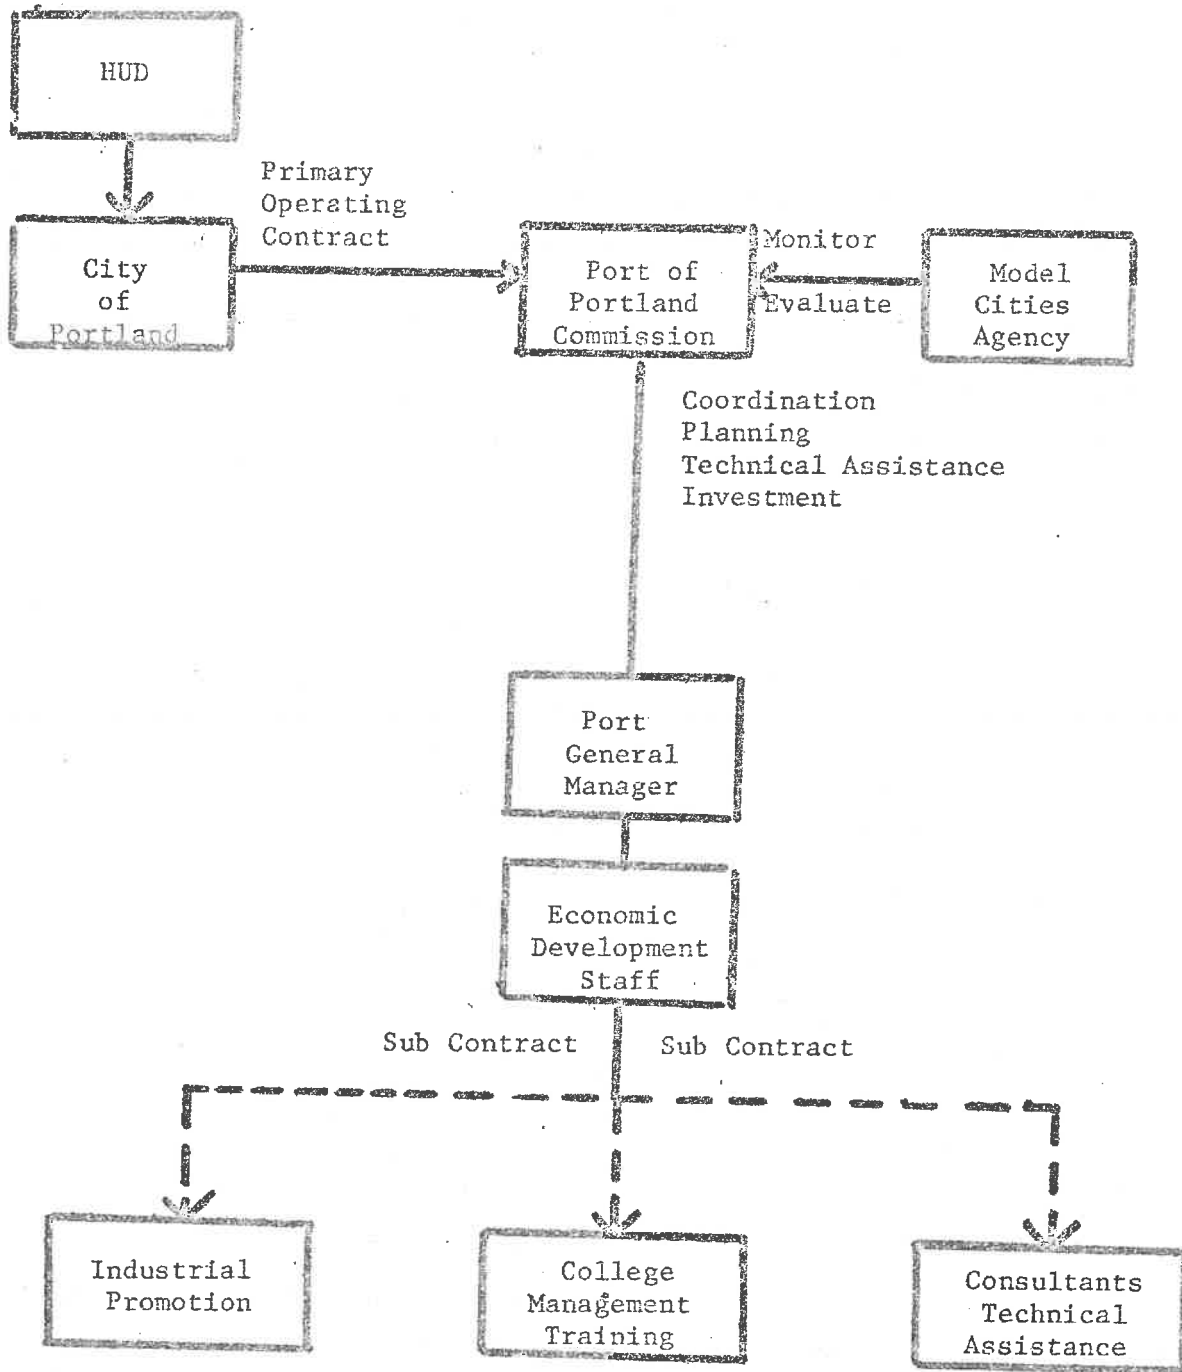 HUD
Primary
Operating
Contract
City
of
Portland
Port of
Portland
Commission
Monitor
Evaluate
Model
Cities
Agency
Coordination
Planning
Technical Assistance
Investment
Port
General
Manager
Economic
Development
Staff
Sub Contract
Sub Contract
Industrial
Promotion
College
Management
Training
Consultants
Technical
Assistance